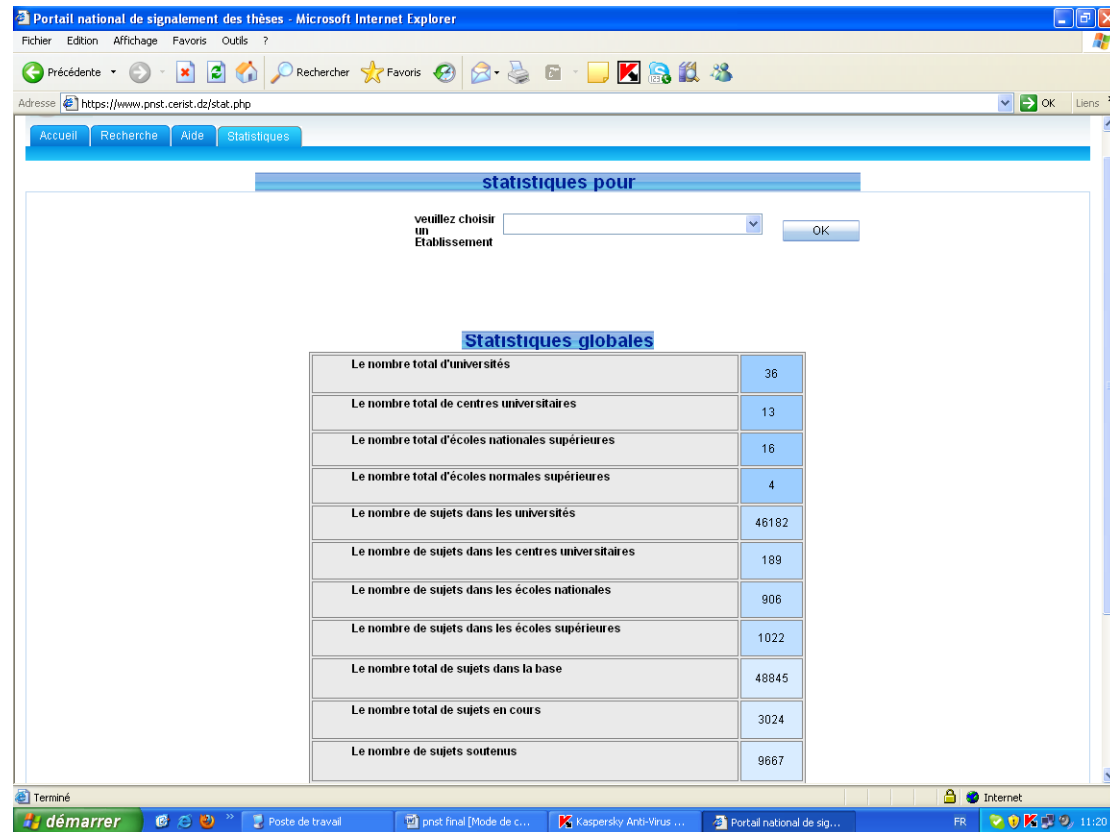 Portail national de signalement des thèses - Microsoft Internet Explorer
Fichier Edition Affichage Favoris Outils ?
Précédente Rechercher Favoris
Adresse https://www.pnst.cerist.dz/stat.php OK Liens
Accueil Recherche Aide Statistiques
statistiques pour
veuillez choisir
un
Etablissement
OK
Statistiques globales
Le nombre total d'universités 36
Le nombre total de centres universitaires 13
Le nombre total d'écoles nationales supérieures 16
Le nombre total d'écoles normales supérieures 4
Le nombre de sujets dans les universités 46182
Le nombre de sujets dans les centres universitaires 189
Le nombre de sujets dans les écoles nationales 906
Le nombre de sujets dans les écoles supérieures 1022
Le nombre total de sujets dans la base 48845
Le nombre total de sujets en cours 3024
Le nombre de sujets soutenus 9667
Terminé Internet
démarrer Poste de travail pnst final [Mode de c... Kaspersky Anti-Virus ... Portail national de sig... FR 11:20